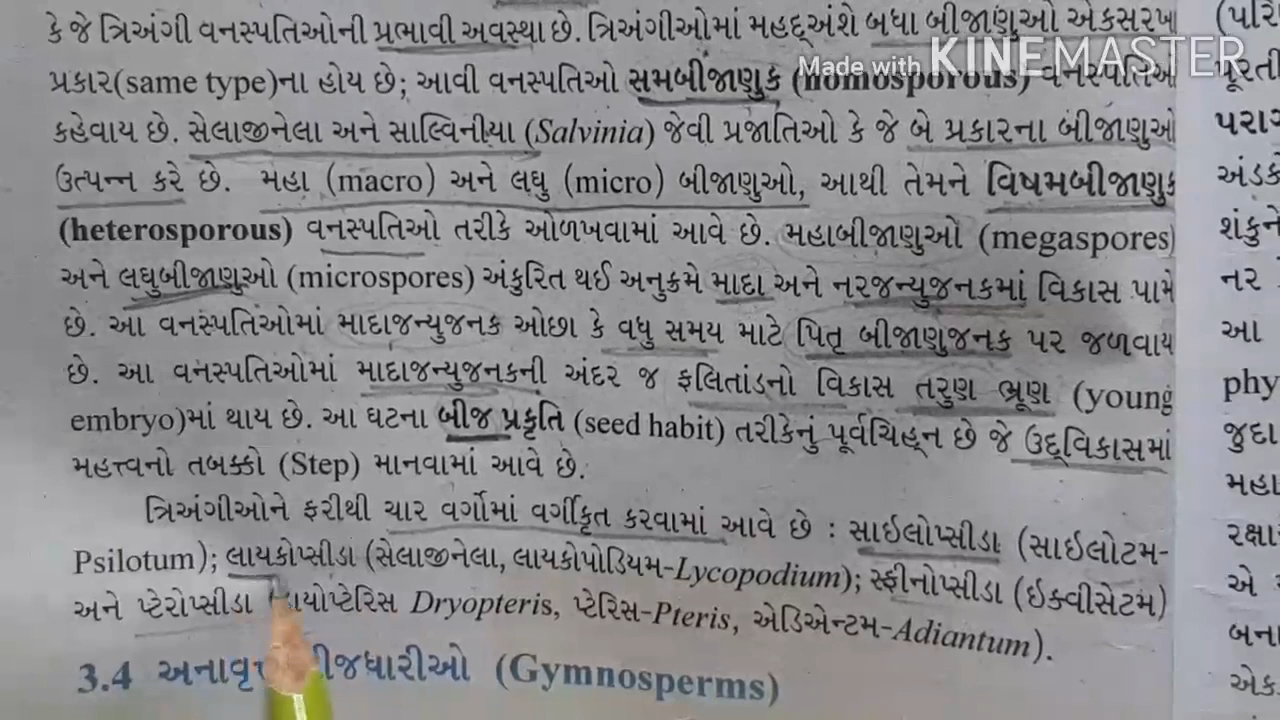 કે જે ત્રિઅંગી વનસ્પતિઓની પ્રભાવી અવસ્થા છે. ત્રિઅંગીઓમાં મહદ્અંશે બધા બીજાણુઓ એકસરખા
Made with KINEMASTER
પ્રકાર(same type)ના હોય છે; આવી વનસ્પતિઓ સમબીજાણુક (homosporous) વનસ્પતિઓ
કહેવાય છે. સેલાજીનેલા અને સાલ્વિનીયા (Salvinia) જેવી પ્રજાતિઓ કે જે બે પ્રકારના બીજાણુઓ
ઉત્પન્ન કરે છે. મહા (macro) અને લઘુ (micro) બીજાણુઓ, આથી તેમને વિષમબીજાણુક
(heterosporous) વનસ્પતિઓ તરીકે ઓળખવામાં આવે છે. મહાબીજાણુઓ (megaspores)
અને લઘુબીજાણુઓ (microspores) અંકુરિત થઈ અનુક્રમે માદા અને નરજન્યુજનકમાં વિકાસ પામે
છે. આ વનસ્પતિઓમાં માદાજન્યુજનક ઓછા કે વધુ સમય માટે પિતૃ બીજાણુજનક પર જળવાય
છે. આ વનસ્પતિઓમાં માદાજન્યુજનકની અંદર જ ફલિતાંડનો વિકાસ તરુણ ભ્રૂણ (young
embryo)માં થાય છે. આ ઘટના બીજ પ્રકૃતિ (seed habit) તરીકેનું પૂર્વચિહ્ન છે જે ઉદ્વિકાસમાં
મહત્ત્વનો તબક્કો (Step) માનવામાં આવે છે.
ત્રિઅંગીઓને ફરીથી ચાર વર્ગોમાં વર્ગીકૃત કરવામાં આવે છે : સાઇલોપ્સીડા (સાઇલોટમ-
Psilotum); લાયકોપ્સીડા (સેલાજીનેલા, લાયકોપોડિયમ-Lycopodium); સ્ફીનોપ્સીડા (ઇક્વીસેટમ)
અને પ્ટેરોપ્સીડા Dryopteris, પ્ટેરિસ-Pteris, એડિએન્ટમ-Adiantum).
3.4 (Gymnosperms)
પરાગ
શંકુને
નર
આ
phy
જુદા
મહા
એ
બના